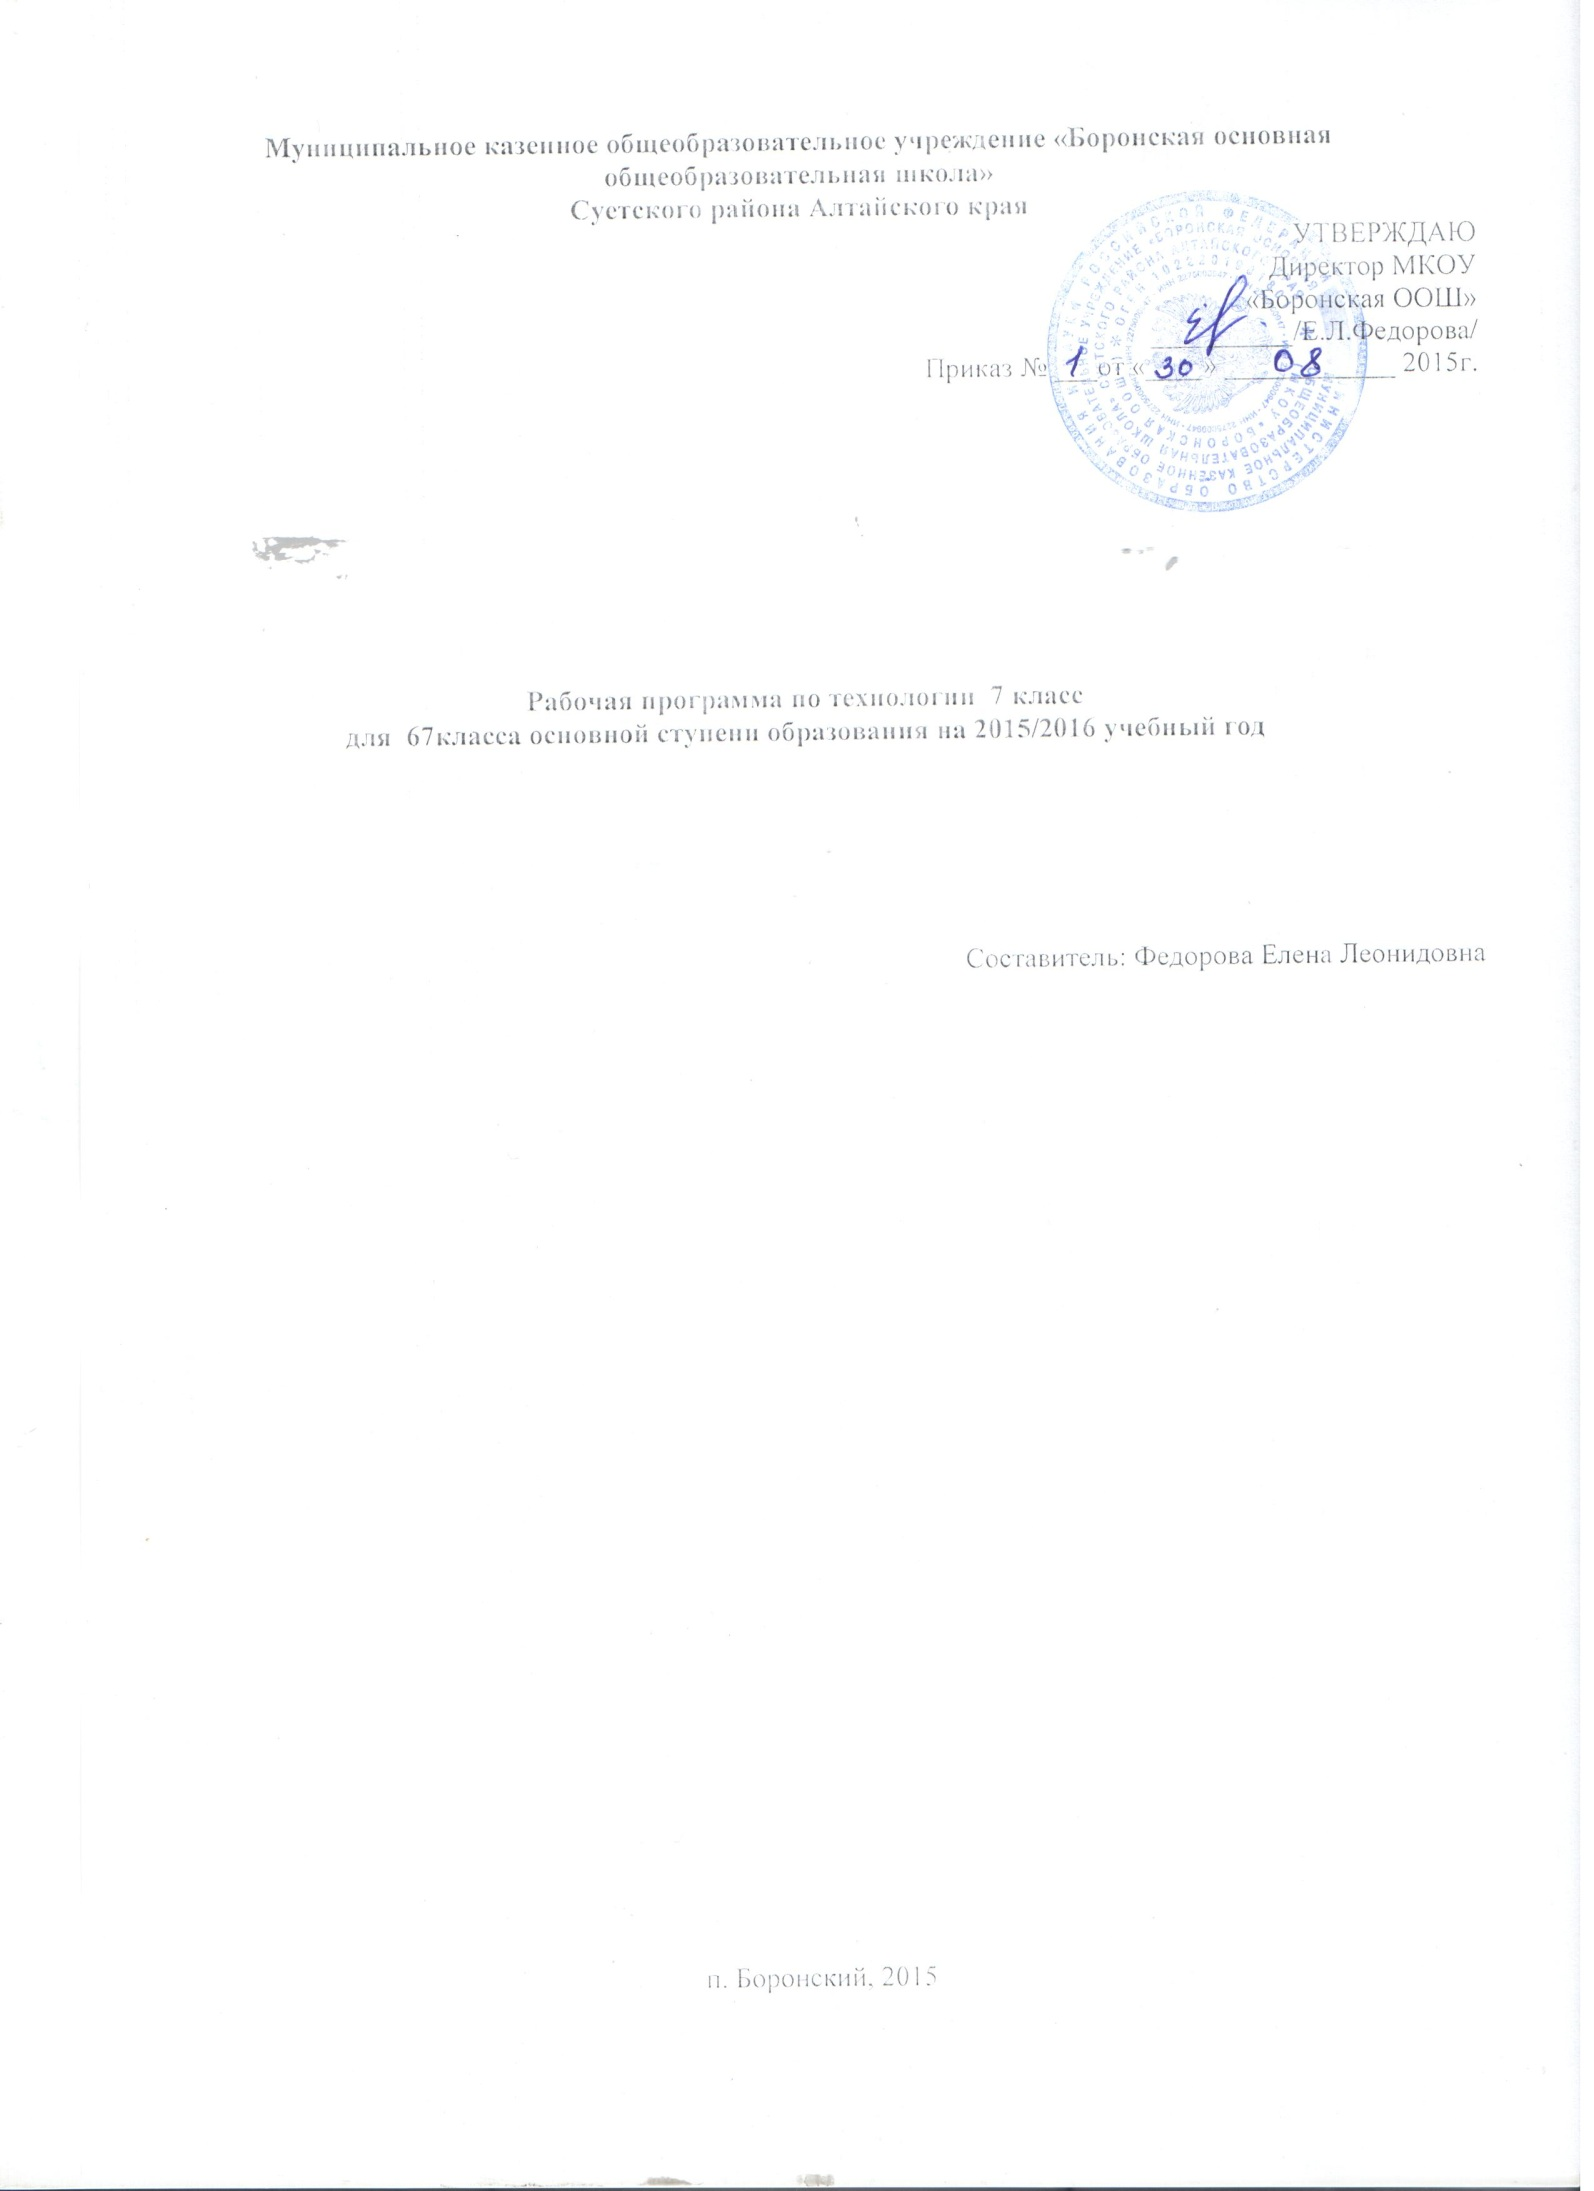 Муниципальное казенное общеобразовательное учреждение «Боронская основная
общеобразовательная школа»
Суетского района Алтайского края
УТВЕРЖДАЮ
Директор МКОУ
«Боронская ООШ»
/Е.Л.Федорова/
Приказ № 1 от « 30 » 08 2015г.
Рабочая программа по технологии 7 класс
для 67класса основной ступени образования на 2015/2016 учебный год
Составитель: Федорова Елена Леонидовна
п. Боронский, 2015